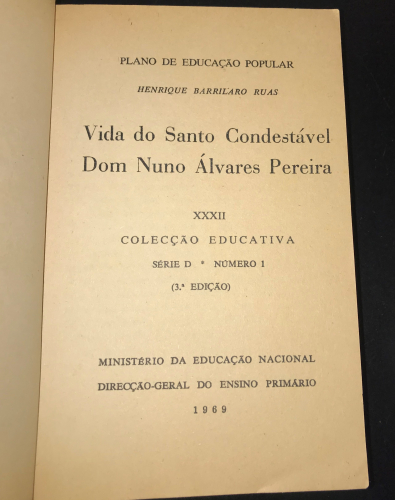 PLANO DE EDUCAÇÃO POPULAR
HENRIQUE BARRILARO RUAS
Vida do Santo Condestável
Dom Nuno Álvares Pereira
XXXII
COLECÇÃO EDUCATIVA
SÉRIE D * NÚMERO 1
(3.ª EDIÇÃO)
MINISTÉRIO DA EDUCAÇÃO NACIONAL
DIRECÇÃO-GERAL DO ENSINO PRIMÁRIO
1969